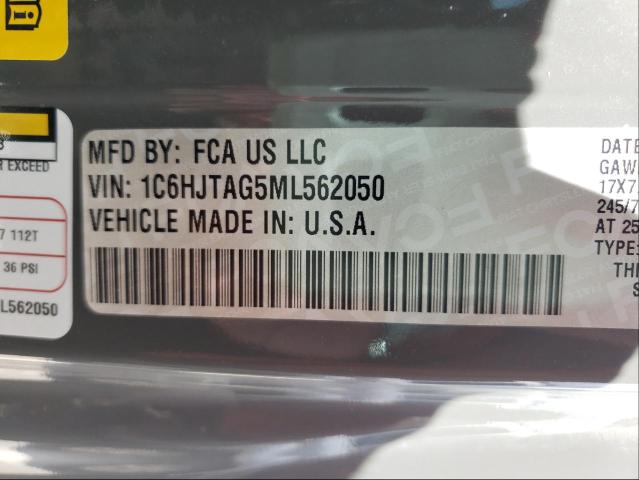 MFD BY: FCA US LLC
VIN: 1C6HJTAG5ML562050
VEHICLE MADE IN: U.S.A.
EXCEED
7 112T
36 PSI
L562050
DATE
GAW
17X7
245/7
AT 25
TYPE: